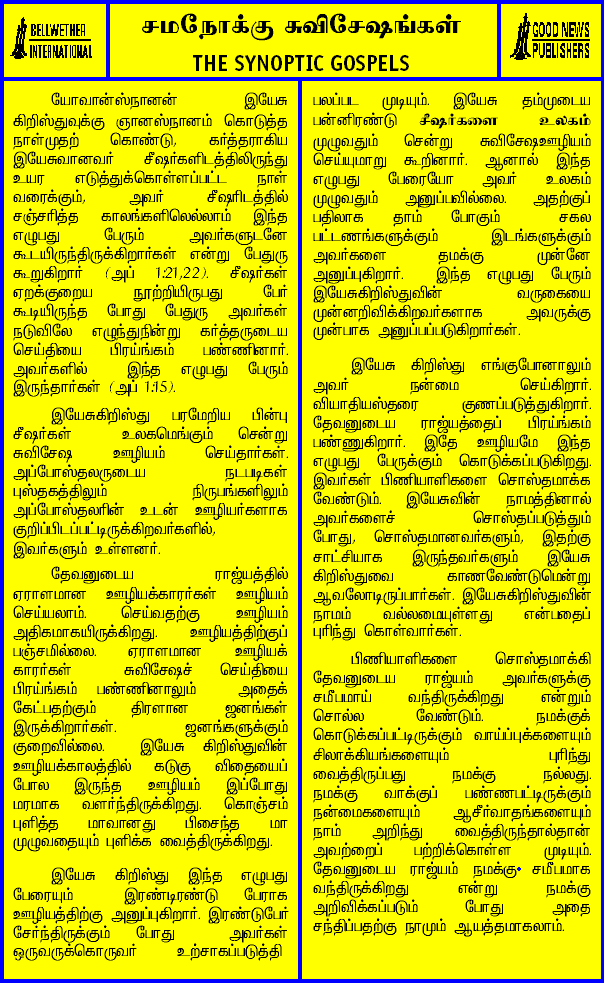 BELLWETHER
INTERNATIONAL
சமநோக்கு சுவிசேஷங்கள்
THE SYNOPTIC GOSPELS
GOOD NEWS
PUBLISHERS
யோவான்ஸ்நானன் இயேசு
கிறிஸ்துவுக்கு ஞானஸ்நானம் கொடுத்த
நாள்முதற் கொண்டு, கர்த்தராகிய
இயேசுவானவர் சீஷர்களிடத்திலிருந்து
உயர எடுத்துக்கொள்ளப்பட்ட நாள்
வரைக்கும், அவர் சீஷரிடத்தில்
சஞ்சரித்த காலங்களிலெல்லாம் இந்த
எழுபது பேரும் அவர்களுடனே
கூடயிருந்திருக்கிறார்கள் என்று பேதுரு
கூறுகிறார் (அப் 1:21,22). சீஷர்கள்
ஏறக்குறைய நூற்றியிருபது பேர்
கூடியிருந்த போது பேதுரு அவர்கள்
நடுவிலே எழுந்துநின்று கர்த்தருடைய
செய்தியை பிரய்ங்கம் பண்ணினார்.
அவர்களில் இந்த எழுபது பேரும்
இருந்தார்கள் (அப் 1:15).
இயேசுகிறிஸ்து பரமேறிய பின்பு
சீஷர்கள் உலகமெங்கும் சென்று
சுவிசேஷ ஊழியம் செய்தார்கள்.
அப்போஸ்தலருடைய நடபடிகள்
புஸ்தகத்திலும் நிருபங்களிலும்
அப்போஸ்தலரின் உடன் ஊழியர்களாக
குறிப்பிடப்பட்டிருக்கிறவர்களில்,
இவர்களும் உள்ளனர்.
தேவனுடைய ராஜ்யத்தில்
ஏராளமான ஊழியக்காரர்கள் ஊழியம்
செய்யலாம். செய்வதற்கு ஊழியம்
அதிகமாகயிருக்கிறது. ஊழியத்திற்குப்
பஞ்சமில்லை. ஏராளமான ஊழியக்
காரர்கள் சுவிசேஷச் செய்தியை
பிரய்ங்கம் பண்ணினாலும் அதைக்
கேட்பதற்கும் திரளான ஜனங்கள்
இருக்கிறார்கள். ஜனங்களுக்கும்
குறைவில்லை. இயேசு கிறிஸ்துவின்
ஊழியக்காலத்தில் கடுகு விதையைப்
போல இருந்த ஊழியம் இப்போது
மரமாக வளர்ந்திருக்கிறது. கொஞ்சம்
புளித்த மாவானது பிசைந்த மா
முழுவதையும் புளிக்க வைத்திருக்கிறது.
இயேசு கிறிஸ்து இந்த எழுபது
பேரையும் இரண்டிரண்டு பேராக
ஊழியத்திற்கு அனுப்புகிறார். இரண்டுபேர்
சேர்ந்திருக்கும் போது அவர்கள்
ஒருவருக்கொருவர் உற்சாகப்படுத்தி
பலப்பட முடியும். இயேசு தம்முடைய
பன்னிரண்டு சீஷர்களை உலகம்
முழுவதும் சென்று சுவிசேஷஊழியம்
செய்யுமாறு கூறினார். ஆனால் இந்த
எழுபது பேரையோ அவர் உலகம்
முழுவதும் அனுப்பவில்லை. அதற்குப்
பதிலாக தாம் போகும் சகல
பட்டணங்களுக்கும் இடங்களுக்கும்
அவர்களை தமக்கு முன்னே
அனுப்புகிறார். இந்த எழுபது பேரும்
இயேசுகிறிஸ்துவின் வருகையை
முன்னறிவிக்கிறவர்களாக அவருக்கு
முன்பாக அனுப்பப்படுகிறார்கள்.
இயேசு கிறிஸ்து எங்குபோனாலும்
அவர் நன்மை செய்கிறார்.
வியாதியஸ்தரை குணப்படுத்துகிறார்.
தேவனுடைய ராஜ்யத்தைப் பிரய்ங்கம்
பண்ணுகிறார். இதே ஊழியமே இந்த
எழுபது பேருக்கும் கொடுக்கப்படுகிறது.
இவர்கள் பிணியாளிகளை சொஸ்தமாக்க
வேண்டும். இயேசுவின் நாமத்தினால்
அவர்களைச் சொஸ்தப்படுத்தும்
போது, சொஸ்தமானவர்களும், இதற்கு
சாட்சியாக இருந்தவர்களும் இயேசு
கிறிஸ்துவை காணவேண்டுமென்று
ஆவலோடிருப்பார்கள். இயேசுகிறிஸ்துவின்
நாமம் வல்லமையுள்ளது என்பதைப்
புரிந்து கொள்வார்கள்.
பிணியாளிகளை சொஸ்தமாக்கி
தேவனுடைய ராஜ்யம் அவர்களுக்கு
சமீபமாய் வந்திருக்கிறது என்றும்
சொல்ல வேண்டும். நமக்குக்
கொடுக்கப்பட்டிருக்கும் வாய்ப்புக்களையும்
சிலாக்கியங்களையும் புரிந்து
வைத்திருப்பது நமக்கு நல்லது.
நமக்கு வாக்குப் பண்ணபட்டிருக்கும்
நன்மைகளையும் ஆசீர்வாதங்களையும்
நாம் அறிந்து வைத்திருந்தால்தான்
அவற்றைப் பற்றிக்கொள்ள முடியும்.
தேவனுடைய ராஜ்யம் நமக்கு சமீபமாக
வந்திருக்கிறது என்று நமக்கு
அறிவிக்கப்படும் போது அதை
சந்திப்பதற்கு நாமும் ஆயத்தமாகலாம்.